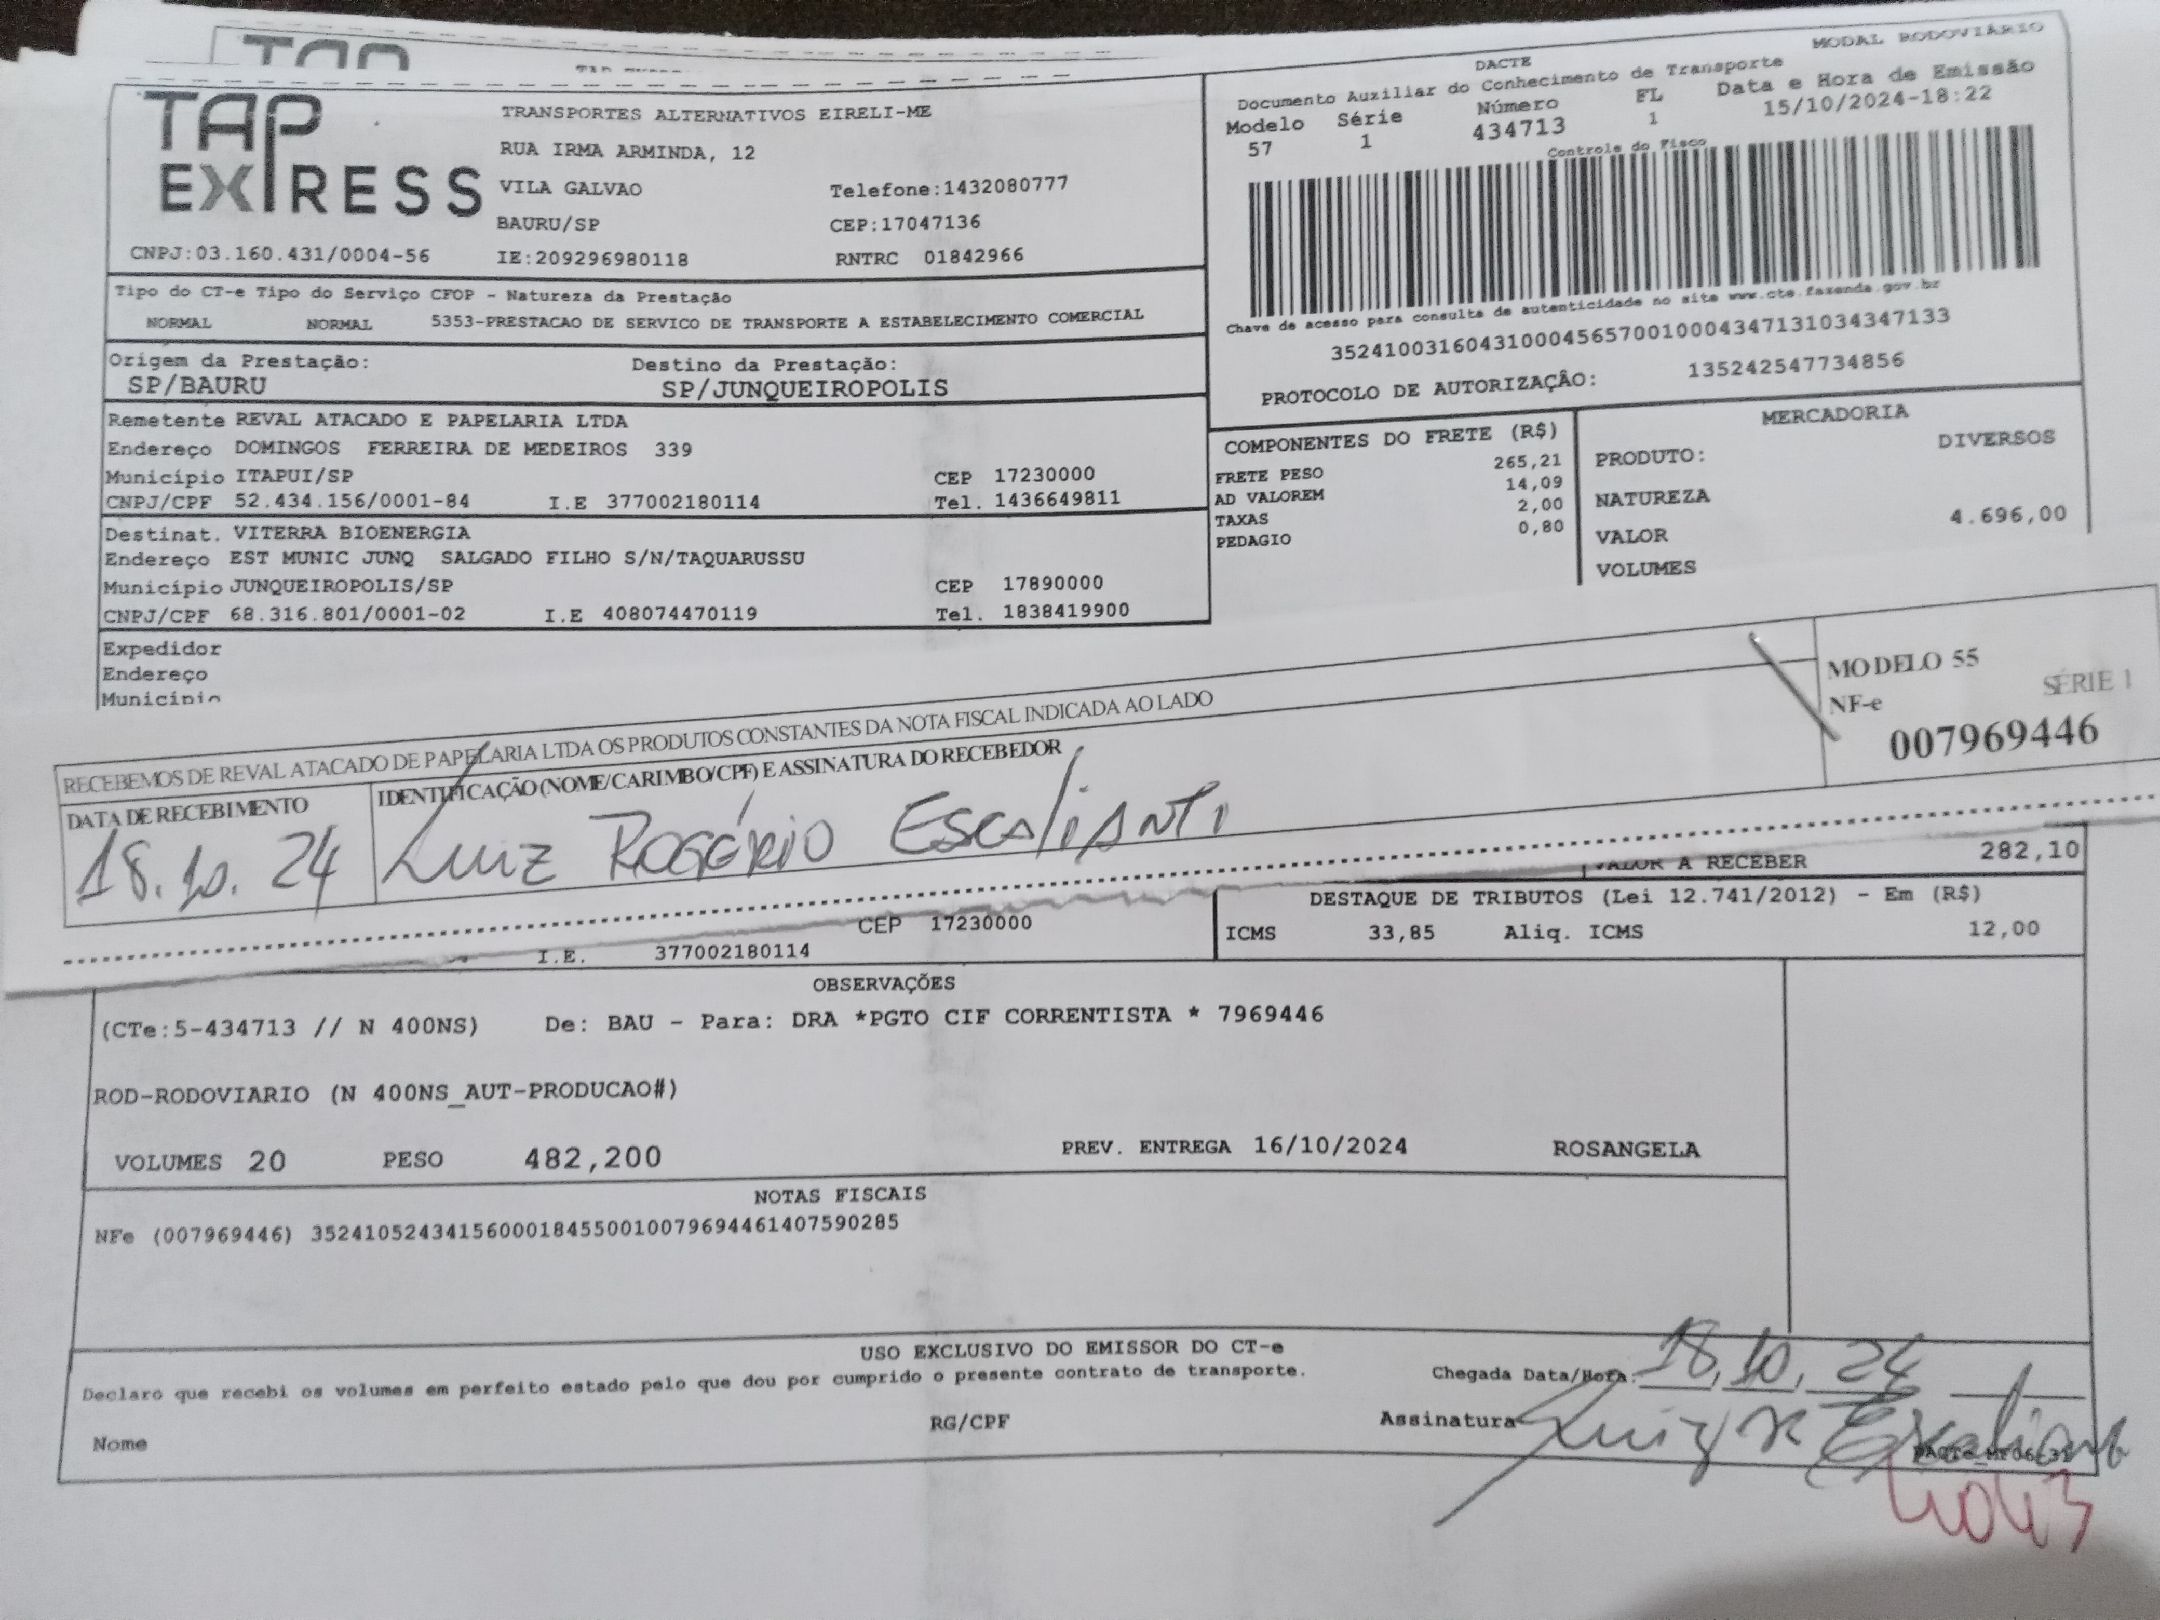 TAP
TAP EXPRESS
TRANSPORTES ALTERNATIVOS EIRELI-ME
RUA IRMA ARMINDA, 12
VILA GALVAO Telefone:1432080777
BAURU/SP CEP:17047136
CNPJ:03.160.431/0004-56 IE:209296980118 RNTRC 01842966
DACTE MODAL RODOVIÁRIO
Documento Auxiliar do Conhecimento de Transporte
Modelo Série Número FL Data e Hora de Emissão
57 1 434713 1 15/10/2024-18:22
Controle do Fisco
Chave de acesso para consulta de autenticidade no site www.cte.fazenda.gov.br
35241003160431000456570010004347131034347133
PROTOCOLO DE AUTORIZAÇÂO: 135242547734856
Tipo do CT-e Tipo do Serviço CFOP - Natureza da Prestação
NORMAL NORMAL 5353-PRESTACAO DE SERVICO DE TRANSPORTE A ESTABELECIMENTO COMERCIAL
Origem da Prestação: Destino da Prestação:
SP/BAURU SP/JUNQUEIROPOLIS
Remetente REVAL ATACADO E PAPELARIA LTDA
Endereço DOMINGOS FERREIRA DE MEDEIROS 339
Município ITAPUI/SP CEP 17230000
CNPJ/CPF 52.434.156/0001-84 I.E 377002180114 Tel. 1436649811
Destinat. VITERRA BIOENERGIA
Endereço EST MUNIC JUNQ SALGADO FILHO S/N/TAQUARUSSU
Município JUNQUEIROPOLIS/SP CEP 17890000
CNPJ/CPF 68.316.801/0001-02 I.E 408074470119 Tel. 1838419900
Expedidor
Endereço
Município
COMPONENTES DO FRETE (R$)
FRETE PESO 265,21
AD VALOREM 14,09
TAXAS 2,00
PEDAGIO 0,80
MERCADORIA
PRODUTO: DIVERSOS
NATUREZA
VALOR 4.696,00
VOLUMES
RECEBEMOS DE REVAL ATACADO DE PAPELARIA LTDA OS PRODUTOS CONSTANTES DA NOTA FISCAL INDICADA AO LADO
DATA DE RECEBIMENTO IDENTIFICAÇÃO (NOME/CARIMBO/CPF) E ASSINATURA DO RECEBEDOR
18.10.24 Luiz ROGÉRIO ESCALIANTI
MODELO 55
NF-e SÉRIE 1
007969446
VALOR A RECEBER 282,10
CEP 17230000
I.E. 377002180114
DESTAQUE DE TRIBUTOS (Lei 12.741/2012) - Em (R$)
ICMS 33,85 Aliq. ICMS 12,00
OBSERVAÇÕES
(CTe:5-434713 // N 400NS) De: BAU - Para: DRA *PGTO CIF CORRENTISTA * 7969446
ROD-RODOVIARIO (N 400NS_AUT-PRODUCAO#)
VOLUMES 20 PESO 482,200 PREV. ENTREGA 16/10/2024 ROSANGELA
NOTAS FISCAIS
NFe (007969446) 35241052434156000184550010079694461407590285
USO EXCLUSIVO DO EMISSOR DO CT-e
Declaro que recebi os volumes em perfeito estado pelo que dou por cumprido o presente contrato de transporte.
Chegada Data/Hora: 18,10,24
Nome RG/CPF Assinatura Luiz R Escalianti